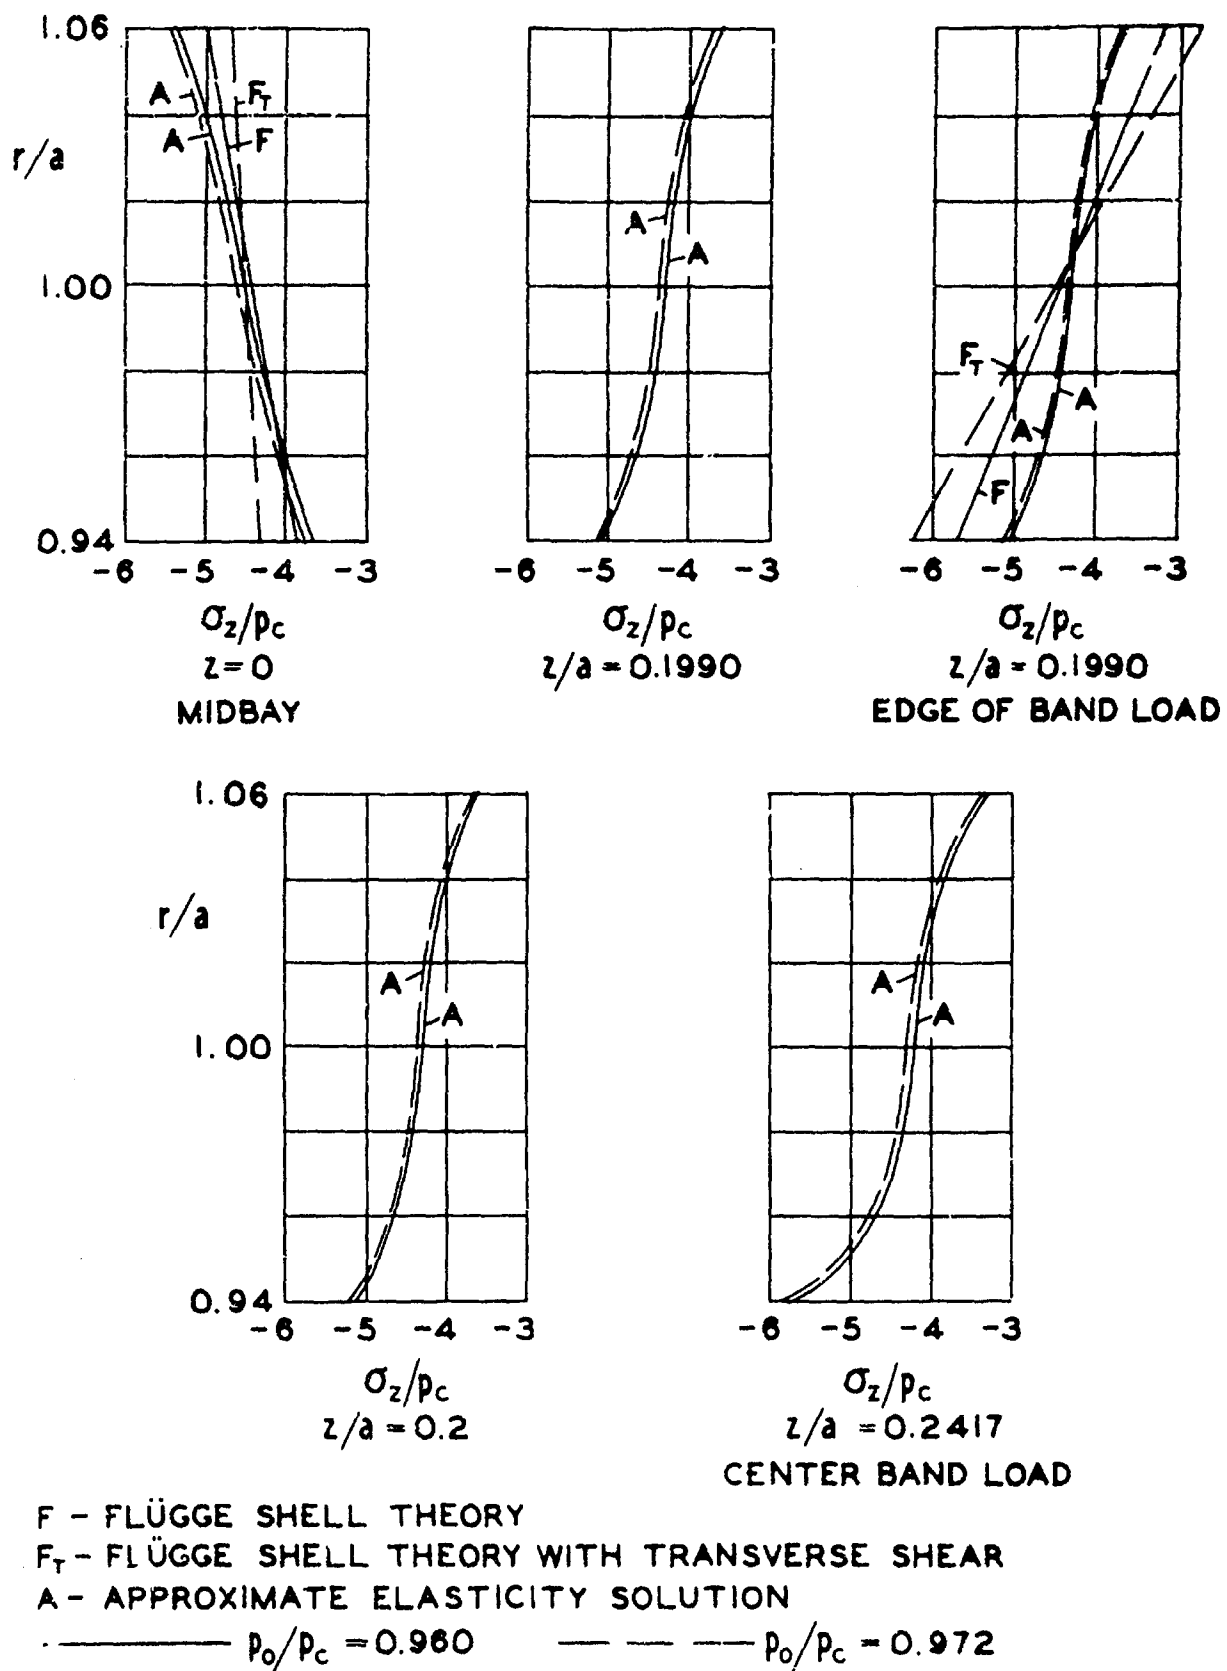 1.06
A
F_T
A
F
r/a
A
A
1.00
F_T
A
A
F
0.94
-6 -5 -4 -3
-6 -5 -4 -3
-6 -5 -4 -3
σ_z/p_c
σ_z/p_c
σ_z/p_c
z=0
z/a = 0.1990
z/a = 0.1990
MIDBAY
EDGE OF BAND LOAD
1.06
r/a
A
A
A
A
1.00
0.94
-6 -5 -4 -3
-6 -5 -4 -3
σ_z/p_c
σ_z/p_c
z/a = 0.2
z/a = 0.2417
CENTER BAND LOAD
F - FLÜGGE SHELL THEORY
F_T - FLÜGGE SHELL THEORY WITH TRANSVERSE SHEAR
A - APPROXIMATE ELASTICITY SOLUTION
p_o/p_c = 0.960
p_o/p_c = 0.972